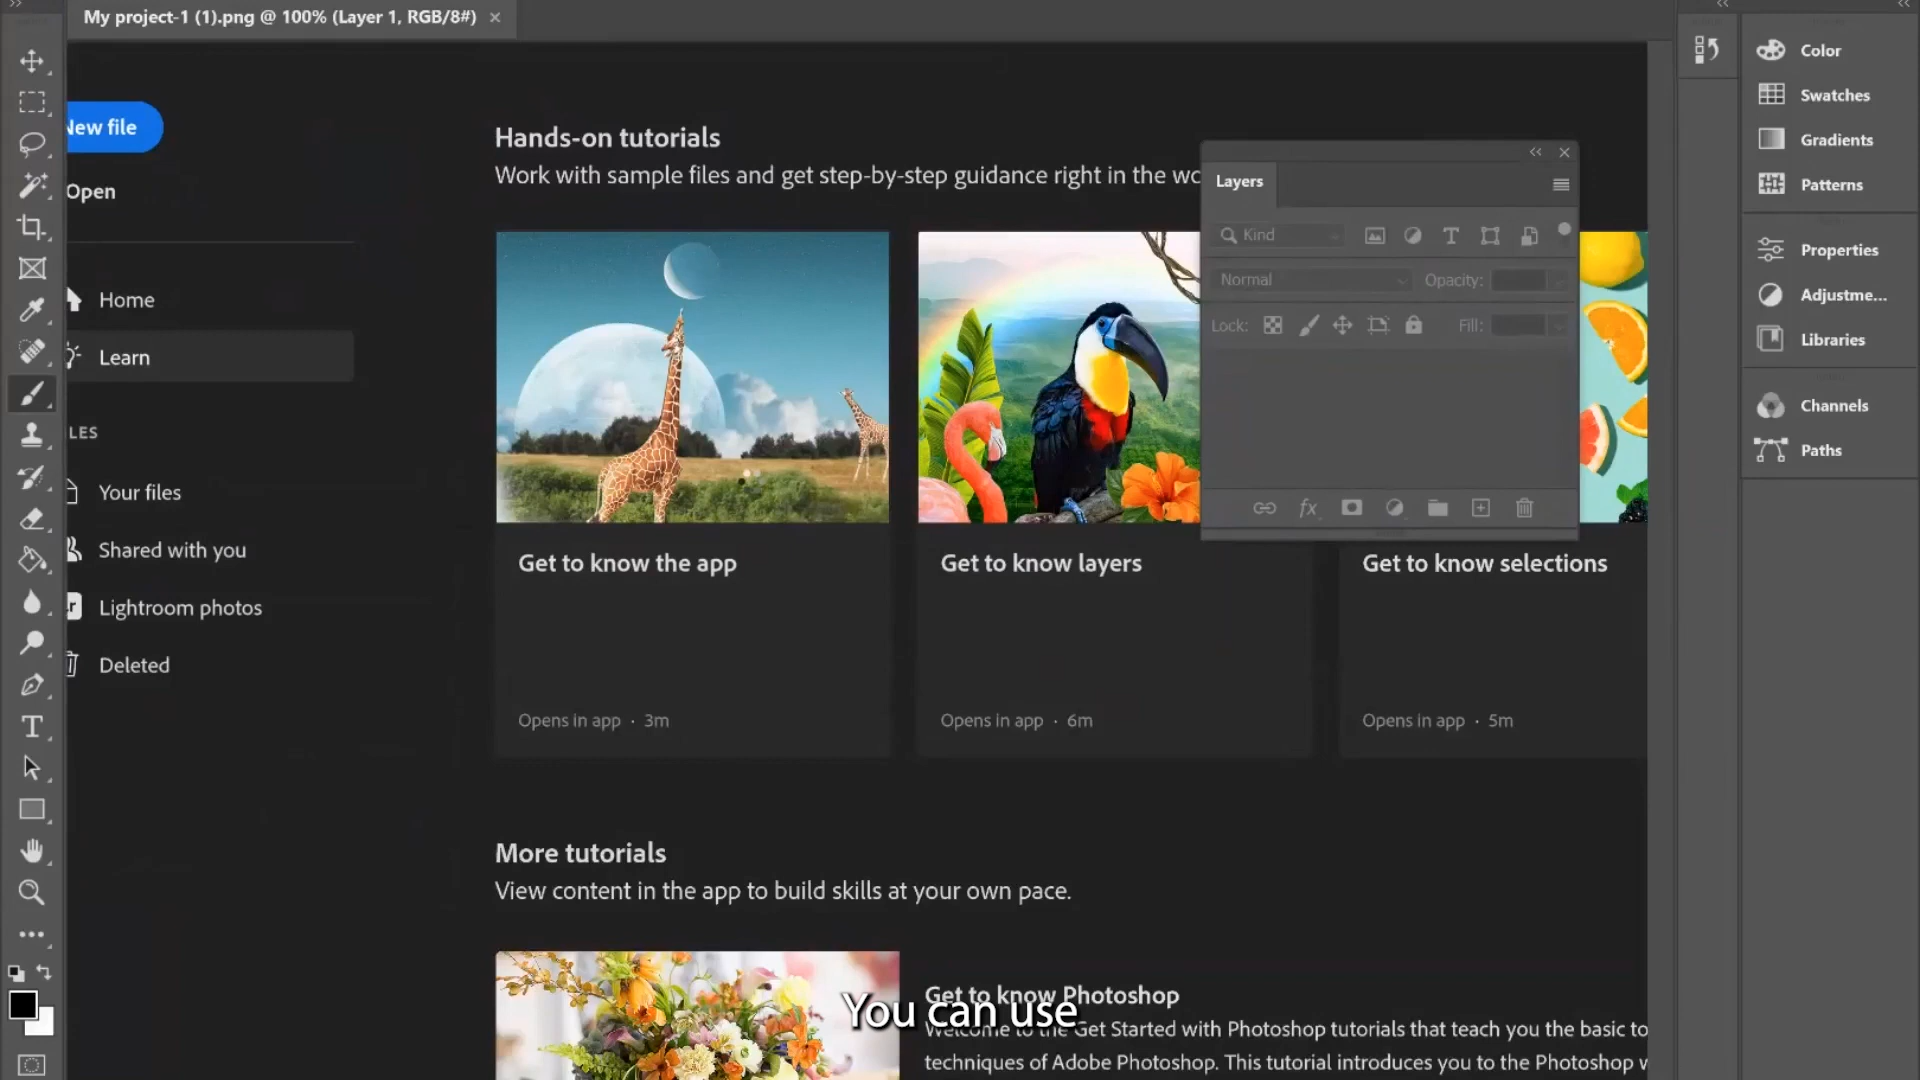 My project-1 (1).png @ 100% (Layer 1, RGB/8#)
New file
Open
Home
Learn
LES
Your files
Shared with you
Lightroom photos
Deleted
Hands-on tutorials
Work with sample files and get step-by-step guidance right in the wo
Get to know the app
Opens in app · 3m
Get to know layers
Opens in app · 6m
Get to know selections
Opens in app · 5m
More tutorials
View content in the app to build skills at your own pace.
Get to know Photoshop
Welcome to the Get Started with Photoshop tutorials that teach you the basic to
techniques of Adobe Photoshop. This tutorial introduces you to the Photoshop w
You can use
Layers
Kind
Normal
Opacity:
Lock:
Fill:
Color
Swatches
Gradients
Patterns
Properties
Adjustme...
Libraries
Channels
Paths